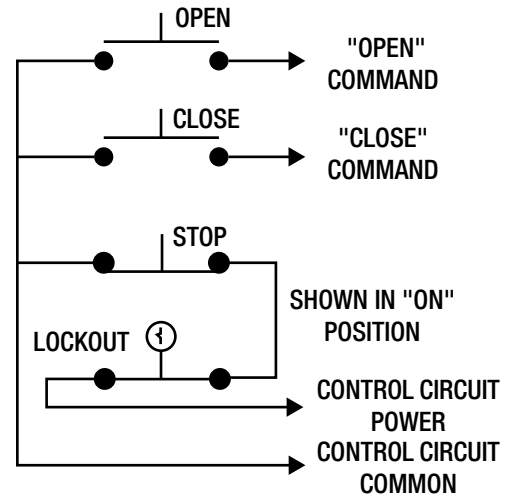 OPEN
"OPEN"
COMMAND
CLOSE
"CLOSE"
COMMAND
STOP
SHOWN IN "ON"
POSITION
LOCKOUT
CONTROL CIRCUIT
POWER
CONTROL CIRCUIT
COMMON